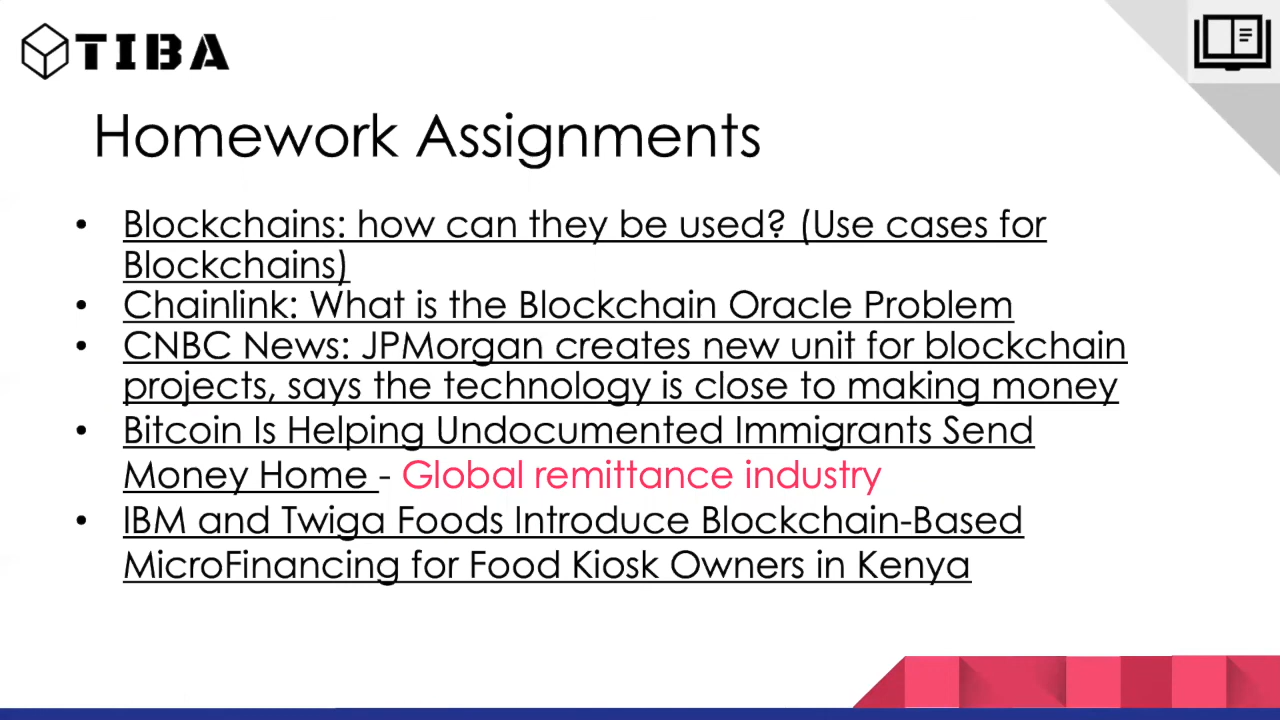 TIBA
Homework Assignments
• Blockchains: how can they be used? (Use cases for
Blockchains)
• Chainlink: What is the Blockchain Oracle Problem
• CNBC News: JPMorgan creates new unit for blockchain
projects, says the technology is close to making money
• Bitcoin Is Helping Undocumented Immigrants Send
Money Home - Global remittance industry
• IBM and Twiga Foods Introduce Blockchain-Based
MicroFinancing for Food Kiosk Owners in Kenya